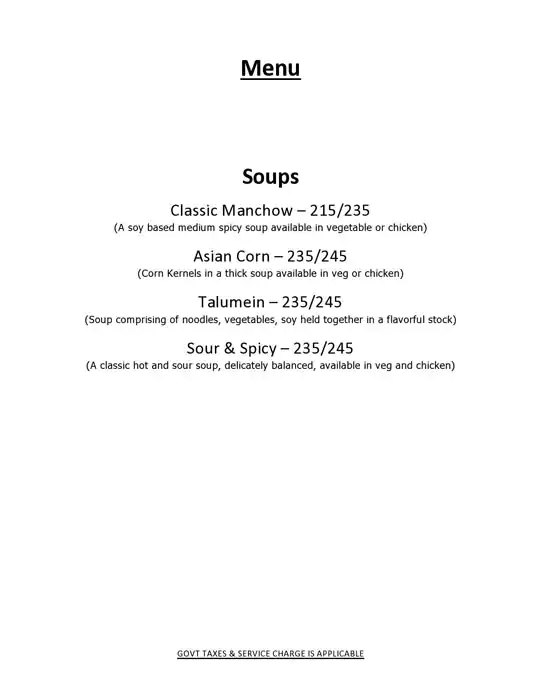 Menu
Soups
Classic Manchow – 215/235
(A soy based medium spicy soup available in vegetable or chicken)
Asian Corn – 235/245
(Corn Kernels in a thick soup available in veg or chicken)
Talumein – 235/245
(Soup comprising of noodles, vegetables, soy held together in a flavorful stock)
Sour & Spicy – 235/245
(A classic hot and sour soup, delicately balanced, available in veg and chicken)
GOVT TAXES & SERVICE CHARGE IS APPLICABLE